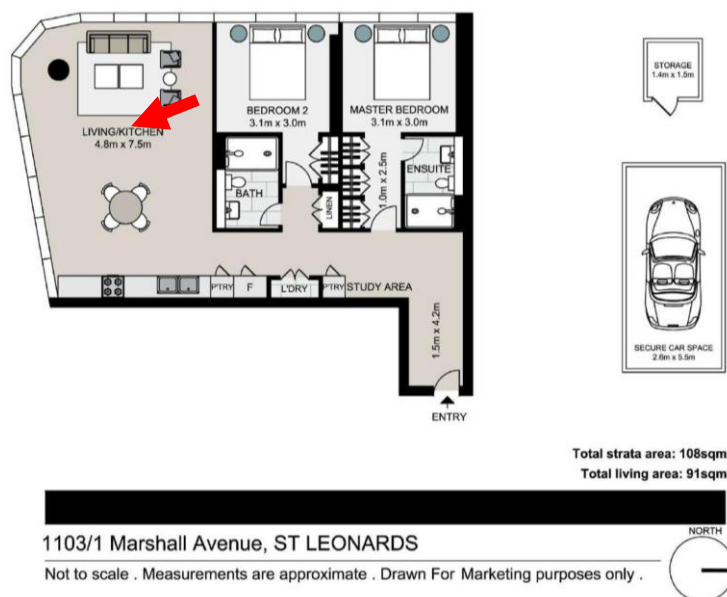 STORAGE
1.4m x 1.5m
BEDROOM 2
3.1m x 3.0m
MASTER BEDROOM
3.1m x 3.0m
LIVING/KITCHEN
4.8m x 7.5m
BATH
LINEN
1.0m x 2.5m
ENSUITE
P'TRY
F
L'DRY
P'TRY
STUDY AREA
1.5m x 4.2m
ENTRY
SECURE CAR SPACE
2.6m x 5.5m
Total strata area: 108sqm
Total living area: 91sqm
1103/1 Marshall Avenue, ST LEONARDS
NORTH
Not to scale . Measurements are approximate . Drawn For Marketing purposes only .